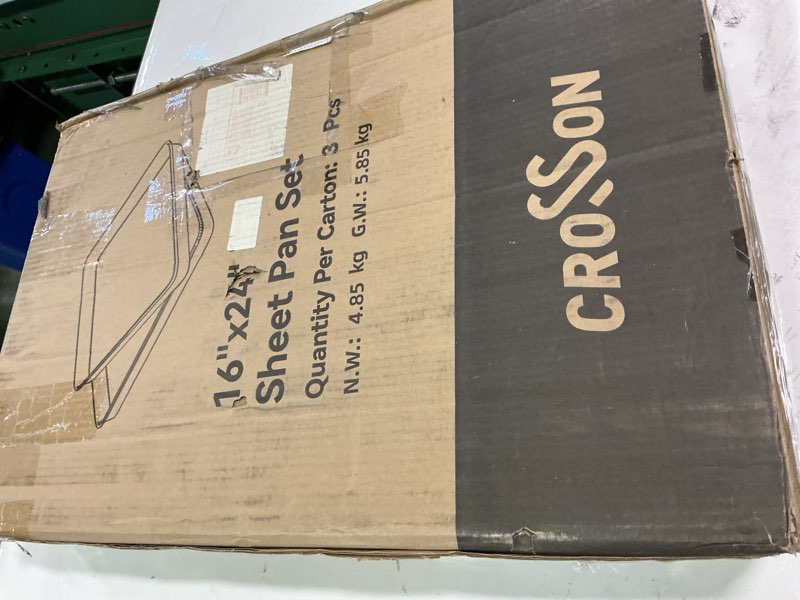 16"x24"
Sheet Pan Set
Quantity Per Carton: 3 Pcs
N.W.: 4.85 kg G.W.: 5.85 kg
CROSSON